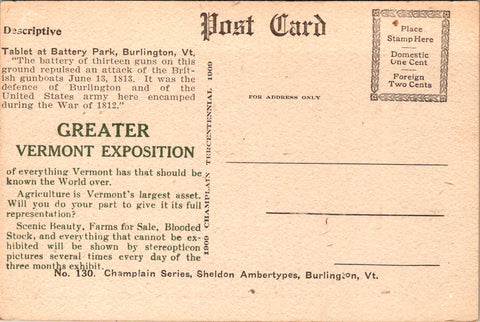 Descriptive
Post Card
Tablet at Battery Park, Burlington, Vt.
"The battery of thirteen guns on this
ground repulsed an attack of the Brit-
ish gunboats June 13, 1813. It was the
defence of Burlington and of the
United States army here encamped
during the War of 1812."
GREATER
VERMONT EXPOSITION
of everything Vermont has that should be
known the World over.
Agriculture is Vermont's largest asset.
Will you do your part to give it its full
representation?
Scenic Beauty, Farms for Sale, Blooded
Stock, and everything that cannot be ex-
hibited will be shown by stereopticon
pictures several times every day of the
three months exhibit.
1909 CHAMPLAIN TERCENTENNIAL 1909
FOR ADDRESS ONLY
Place
Stamp Here
Domestic
One Cent
Foreign
Two Cents
No. 130. Champlain Series, Sheldon Ambertypes, Burlington, Vt.